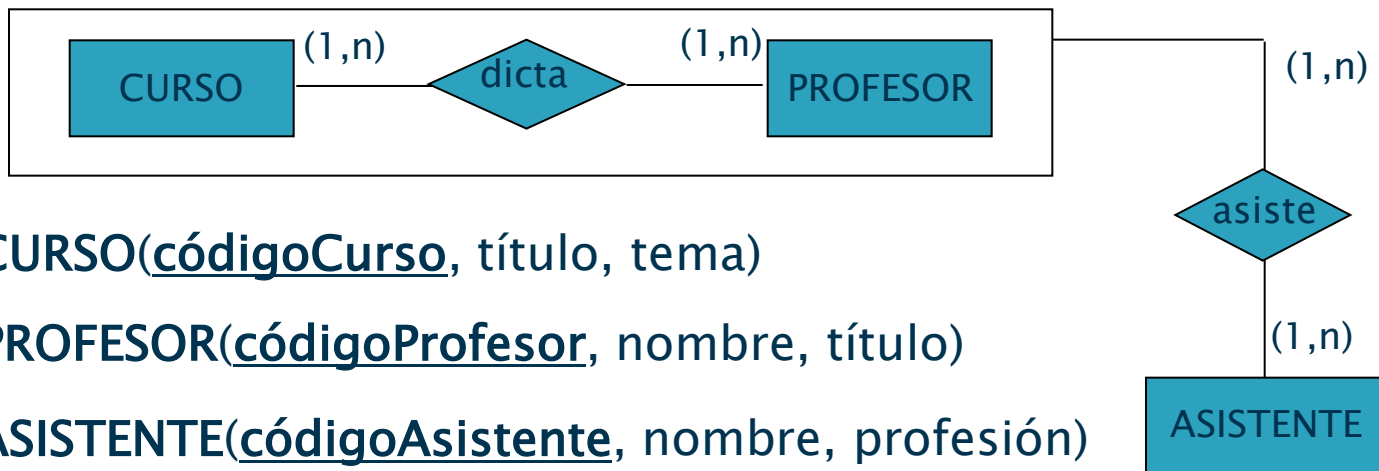 (1,n) (1,n)
CURSO dicta PROFESOR
(1,n)
asiste
CURSO(códigoCurso, título, tema)
PROFESOR(códigoProfesor, nombre, título)
(1,n)
ASISTENTE(códigoAsistente, nombre, profesión)
ASISTENTE